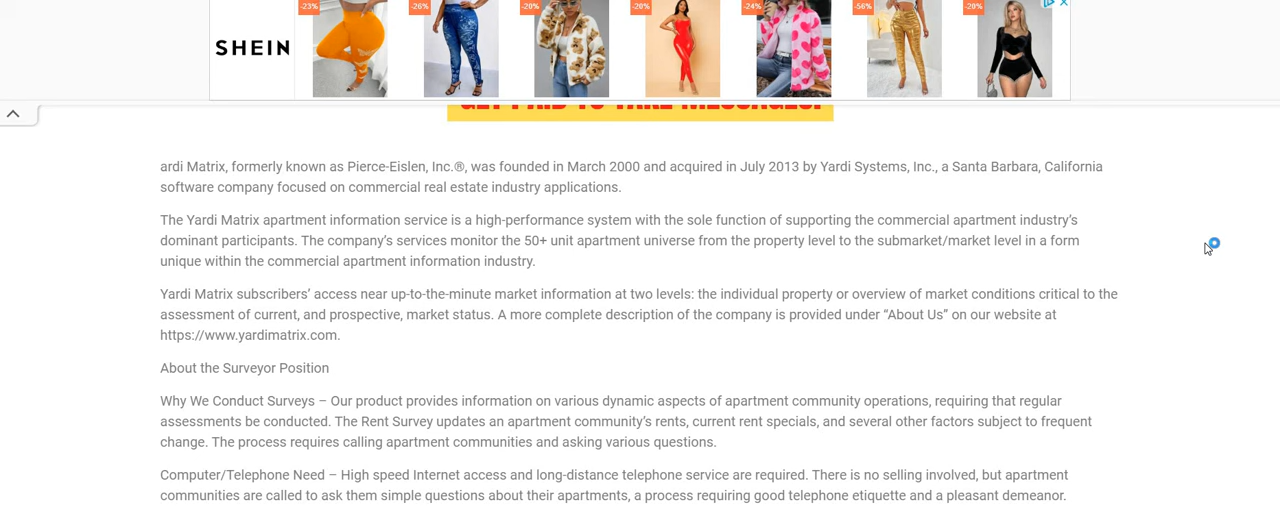 -23%
-26%
-20%
-20%
-24%
-56%
-20%
SHEIN
GET PAID TO TAKE MESSAGES!
ardi Matrix, formerly known as Pierce-Eislen, Inc.®, was founded in March 2000 and acquired in July 2013 by Yardi Systems, Inc., a Santa Barbara, California
software company focused on commercial real estate industry applications.
The Yardi Matrix apartment information service is a high-performance system with the sole function of supporting the commercial apartment industry’s
dominant participants. The company’s services monitor the 50+ unit apartment universe from the property level to the submarket/market level in a form
unique within the commercial apartment information industry.
Yardi Matrix subscribers’ access near up-to-the-minute market information at two levels: the individual property or overview of market conditions critical to the
assessment of current, and prospective, market status. A more complete description of the company is provided under “About Us” on our website at
https://www.yardimatrix.com.
About the Surveyor Position
Why We Conduct Surveys – Our product provides information on various dynamic aspects of apartment community operations, requiring that regular
assessments be conducted. The Rent Survey updates an apartment community’s rents, current rent specials, and several other factors subject to frequent
change. The process requires calling apartment communities and asking various questions.
Computer/Telephone Need – High speed Internet access and long-distance telephone service are required. There is no selling involved, but apartment
communities are called to ask them simple questions about their apartments, a process requiring good telephone etiquette and a pleasant demeanor.